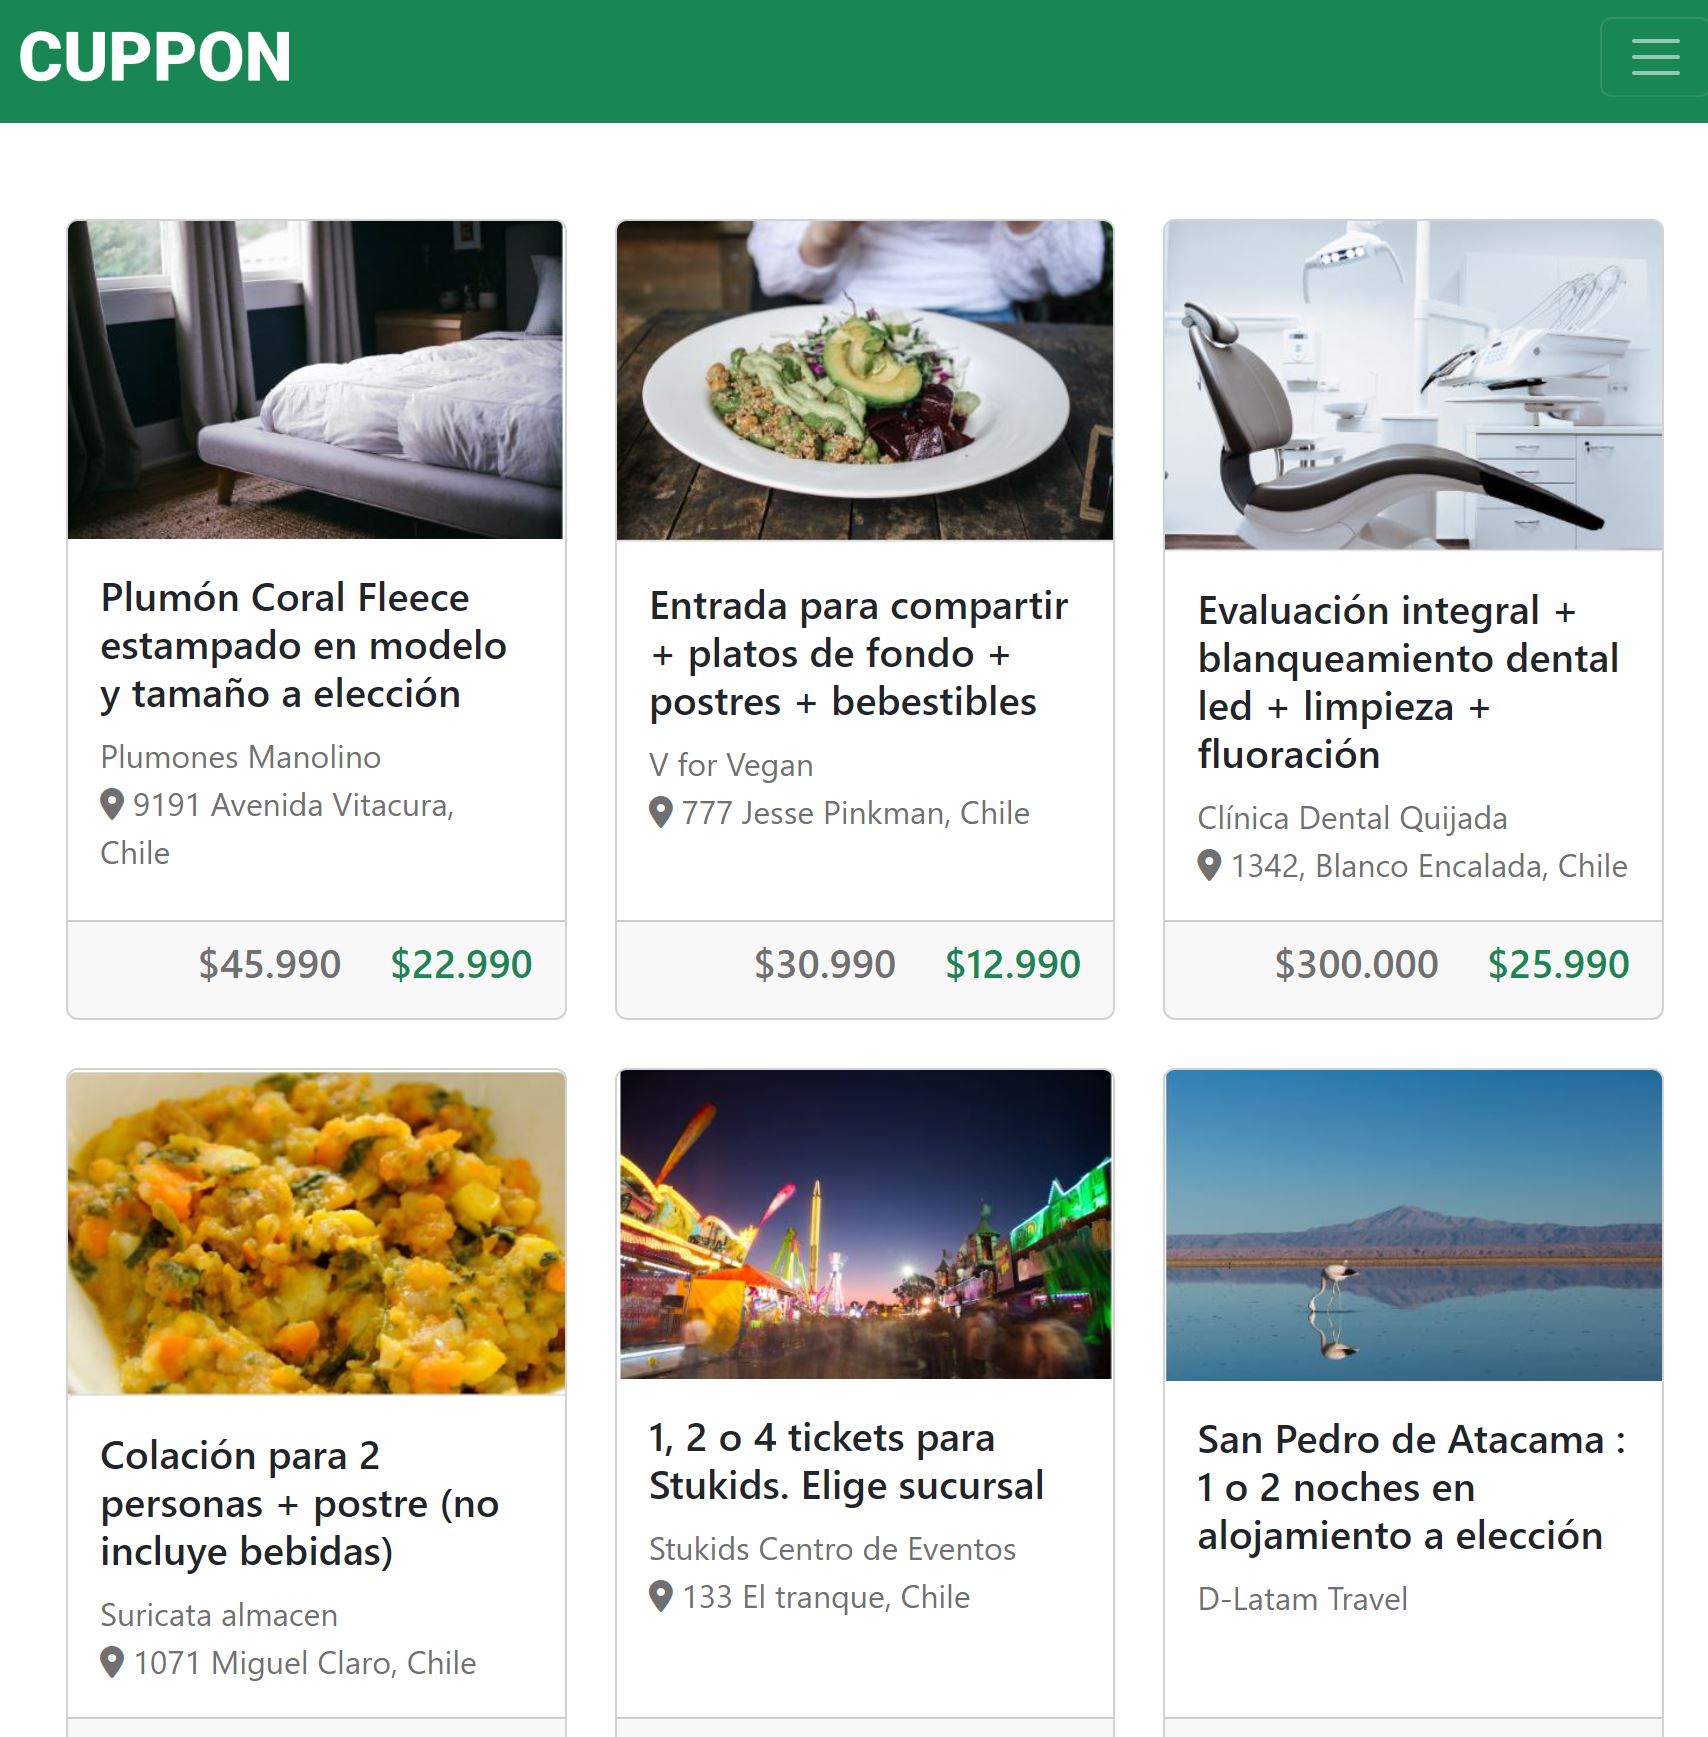 CUPPON
Plumón Coral Fleece
estampado en modelo
y tamaño a elección
Plumones Manolino
9191 Avenida Vitacura,
Chile
$45.990 $22.990
Entrada para compartir
+ platos de fondo +
postres + bebestibles
V for Vegan
777 Jesse Pinkman, Chile
$30.990 $12.990
Evaluación integral +
blanqueamiento dental
led + limpieza +
fluoración
Clínica Dental Quijada
1342, Blanco Encalada, Chile
$300.000 $25.990
Colación para 2
personas + postre (no
incluye bebidas)
Suricata almacen
1071 Miguel Claro, Chile
1, 2 o 4 tickets para
Stukids. Elige sucursal
Stukids Centro de Eventos
133 El tranque, Chile
San Pedro de Atacama :
1 o 2 noches en
alojamiento a elección
D-Latam Travel